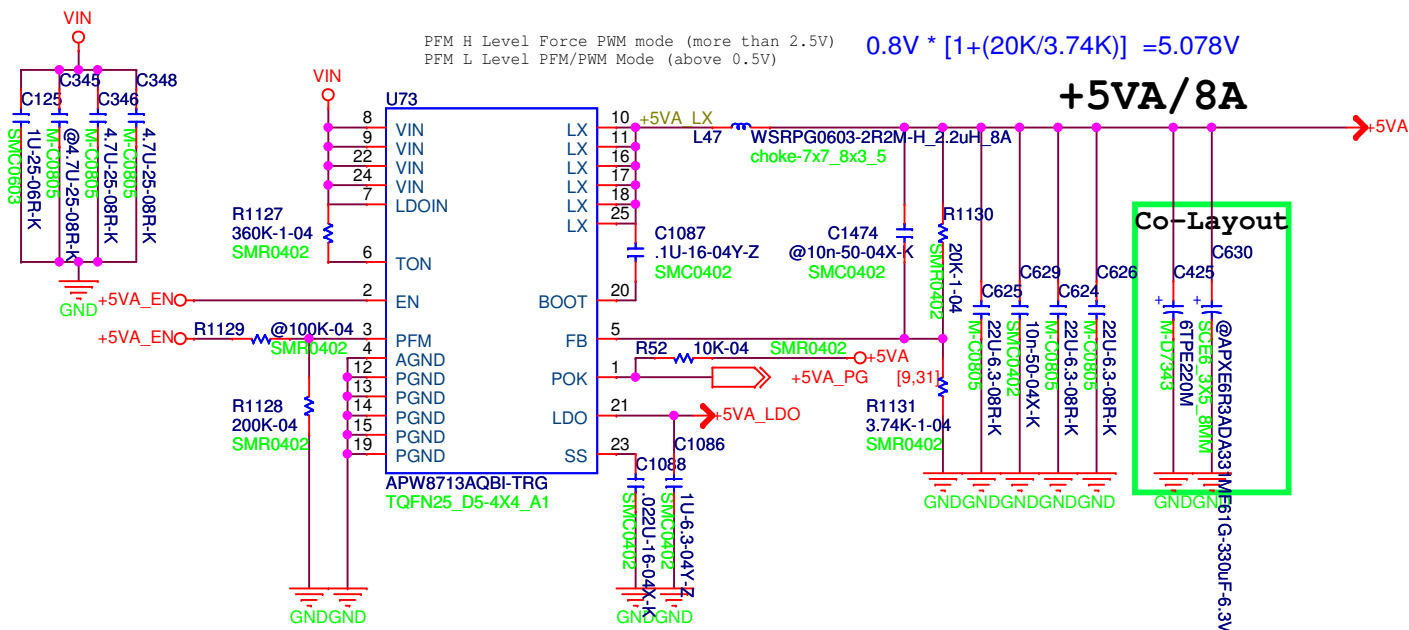 PFM H Level Force PWM mode (more than 2.5V)
PFM L Level PFM/PWM Mode (above 0.5V)
0.8V * [1+(20K/3.74K)] =5.078V
+5VA/8A
VIN
C125
1U-25-06R-K
SMC0603
C345
@4.7U-25-08R-K
M-C0805
C346
4.7U-25-08R-K
M-C0805
C348
4.7U-25-08R-K
M-C0805
GND
VIN
R1127
360K-1-04
SMR0402
+5VA_EN
+5VA_EN
R1129
@100K-04
SMR0402
R1128
200K-04
SMR0402
GND
GND
U73
8 VIN
9 VIN
22 VIN
24 VIN
7 LDOIN
6 TON
2 EN
3 PFM
4 AGND
12 PGND
13 PGND
14 PGND
15 PGND
19 PGND
LX 10
LX 11
LX 16
LX 17
LX 18
LX 25
BOOT 20
FB 5
POK 1
LDO 21
SS 23
APW8713AQBI-TRG
TQFN25_D5-4X4_A1
+5VA_LX
L47
WSRPG0603-2R2M-H_2.2uH_8A
choke-7x7_8x3_5
+5VA
C1087
.1U-16-04Y-Z
SMC0402
C1474
@10n-50-04X-K
SMC0402
R1130
20K-1-04
SMR0402
R52
10K-04
SMR0402
+5VA
+5VA_PG
[9,31]
R1131
3.74K-1-04
SMR0402
+5VA_LDO
C1086
1U-6.3-04Y-Z
SMC0402
C1088
.022U-16-04X-K
SMC0402
GND
GND
C625
22U-6.3-08R-K
M-C0805
C629
10n-50-04X-K
SMC0402
C624
22U-6.3-08R-K
M-C0805
C626
22U-6.3-08R-K
M-C0805
GND
GND
GND
GND
GND
Co-Layout
C425
+
6TPE220M
M-D7343
C630
+
@APXE6R3ADA331MF61G-330uF-6.3V
SCE6_3X5_8MM
GND
GND